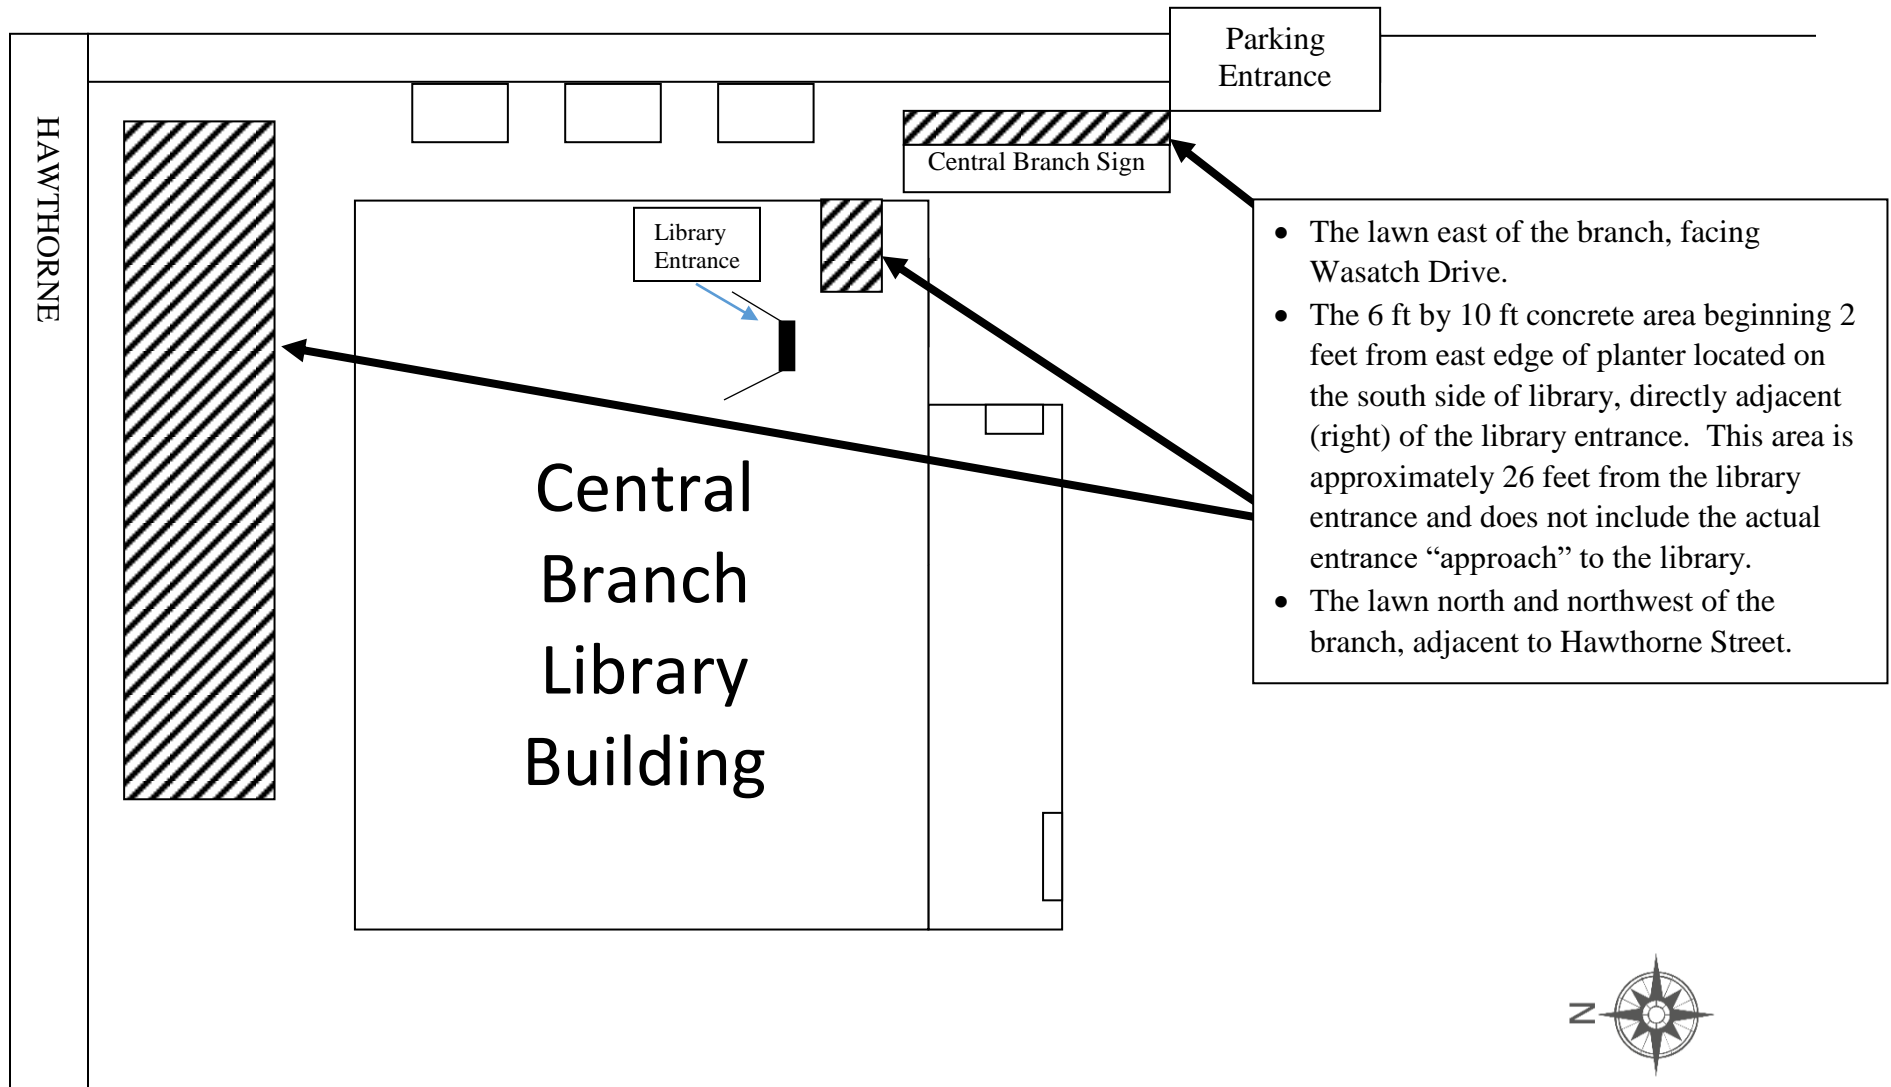 Parking
Entrance
HAWTHORNE
Central Branch Sign
Library
Entrance
• The lawn east of the branch, facing
Wasatch Drive.
• The 6 ft by 10 ft concrete area beginning 2
feet from east edge of planter located on
the south side of library, directly adjacent
(right) of the library entrance.  This area is
approximately 26 feet from the library
entrance and does not include the actual
entrance “approach” to the library.
• The lawn north and northwest of the
branch, adjacent to Hawthorne Street.
Central
Branch
Library
Building
N